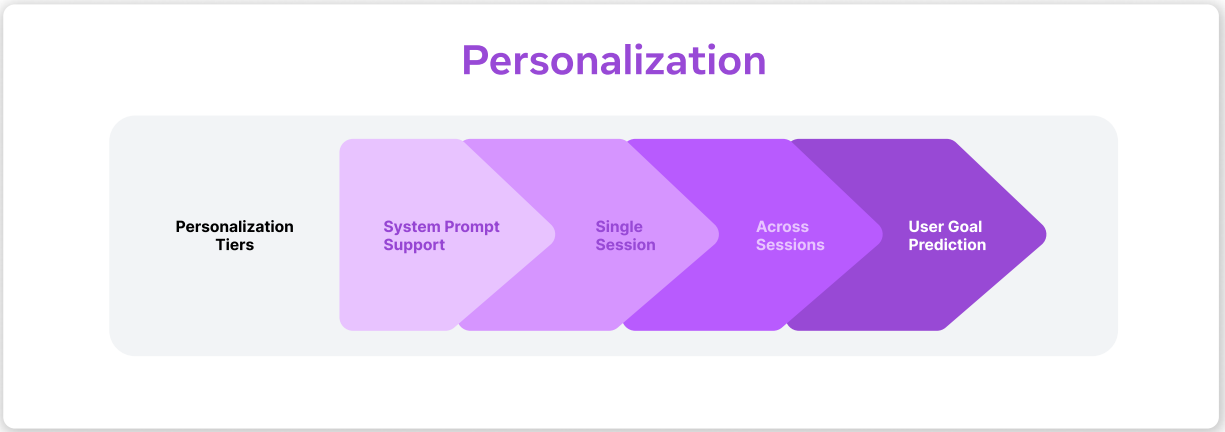 Personalization
Personalization
Tiers
System Prompt
Support
Single
Session
Across
Sessions
User Goal
Prediction